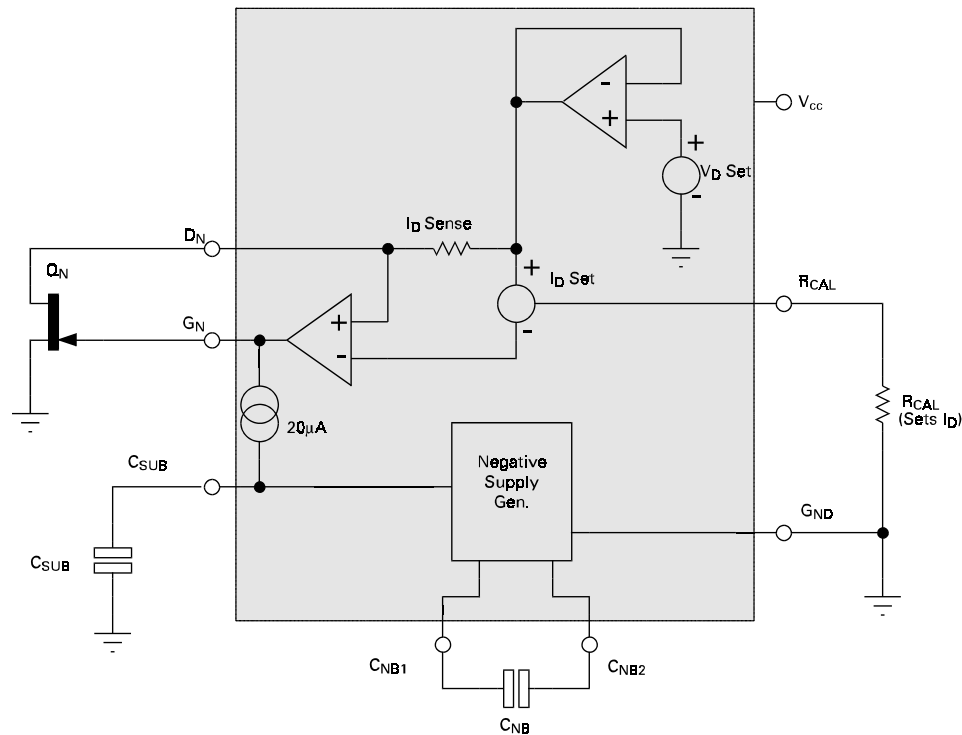 -
+
Vcc
+
VD Set
-
ID Sense
DN
+
ID Set
QN
RCAL
GN
+
-
-
RCAL
(Sets ID)
20µA
CSUB
Negative
Supply
Gen.
GND
CSUB
CNB1
CNB2
CNB